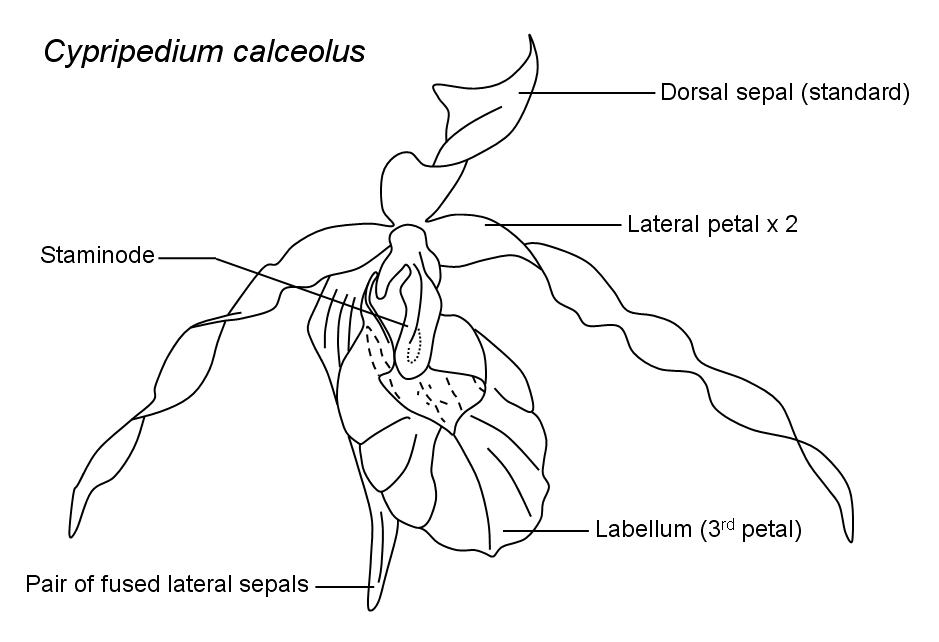 Cypripedium calceolus
Dorsal sepal (standard)
Lateral petal x 2
Staminode
Labellum (3rd petal)
Pair of fused lateral sepals